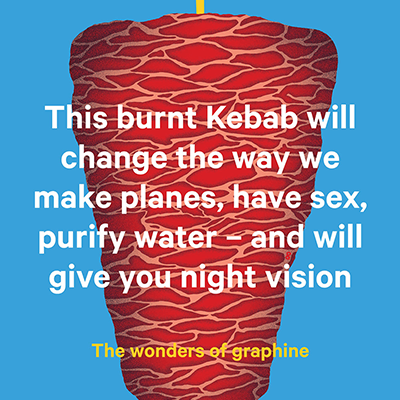 This burnt Kebab will
change the way we
make planes, have sex,
purify water – and will
give you night vision
The wonders of graphine